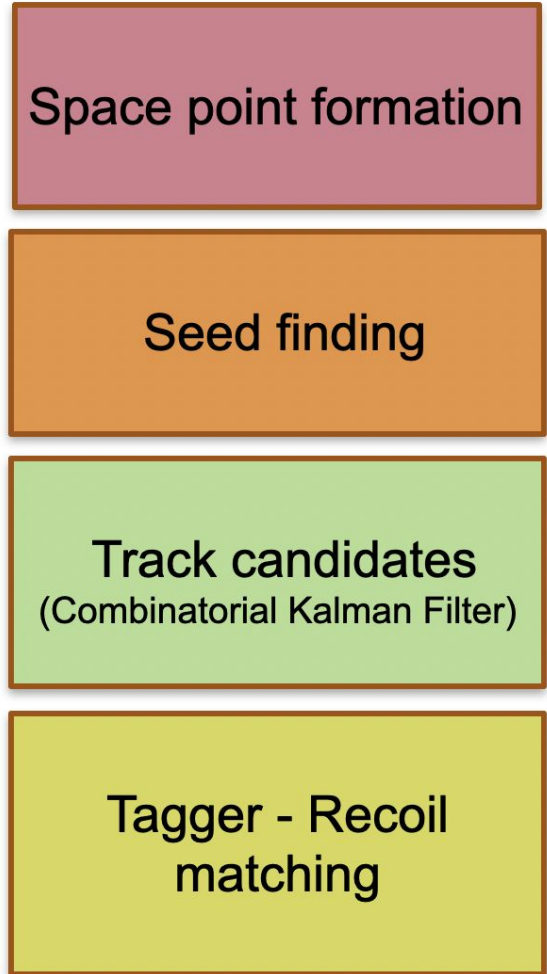 Space point formation
Seed finding
Track candidates
(Combinatorial Kalman Filter)
Tagger - Recoil
matching